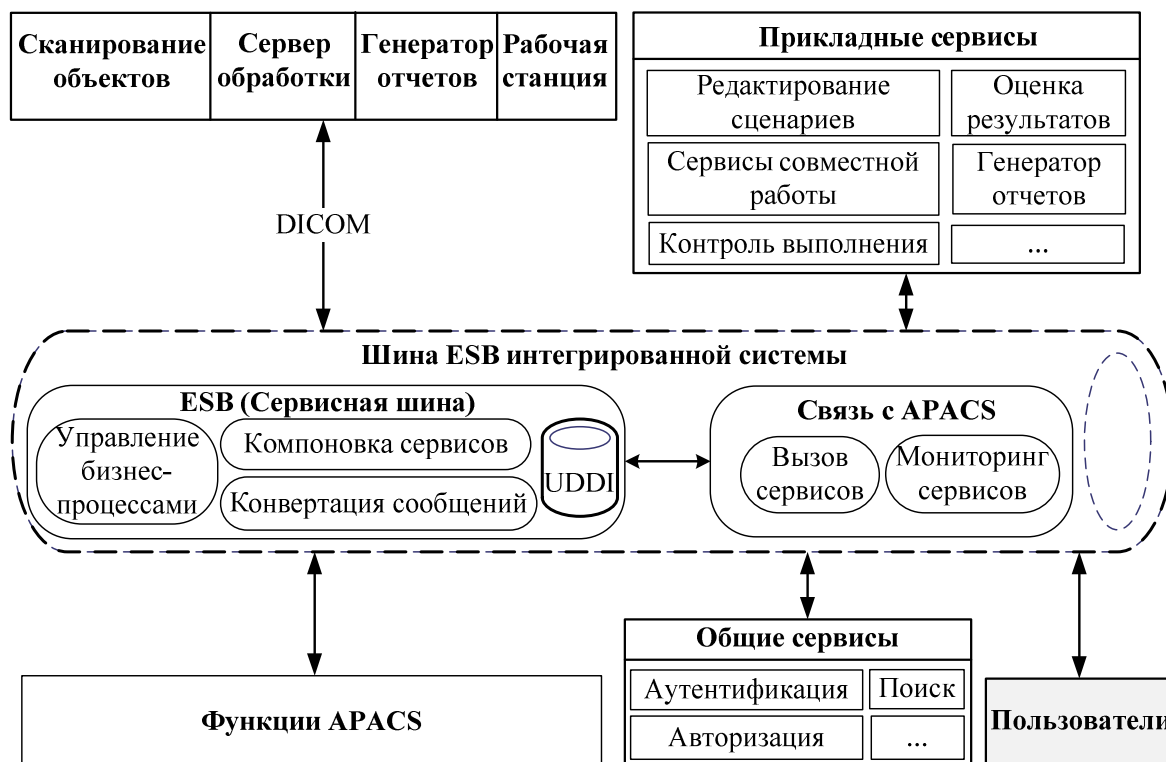 Сканирование
объектов
Сервер
обработки
Генератор
отчетов
Рабочая
станция
Прикладные сервисы
Редактирование
сценариев
Оценка
результатов
Сервисы совместной
работы
Генератор
отчетов
Контроль выполнения
...
DICOM
Шина ESB интегрированной системы
ESB (Сервисная шина)
Управление
бизнес-
процессами
Компоновка сервисов
Конвертация сообщений
UDDI
Связь с APACS
Вызов
сервисов
Мониторинг
сервисов
Функции APACS
Общие сервисы
Аутентификация
Поиск
Авторизация
...
Пользователи